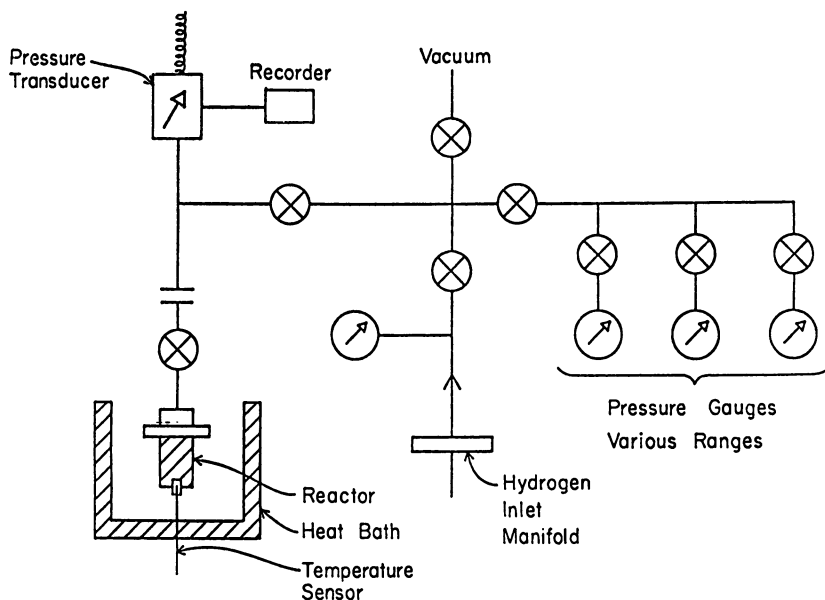 Pressure
Transducer
Recorder
Vacuum
Pressure Gauges
Various Ranges
Reactor
Heat Bath
Temperature
Sensor
Hydrogen
Inlet
Manifold